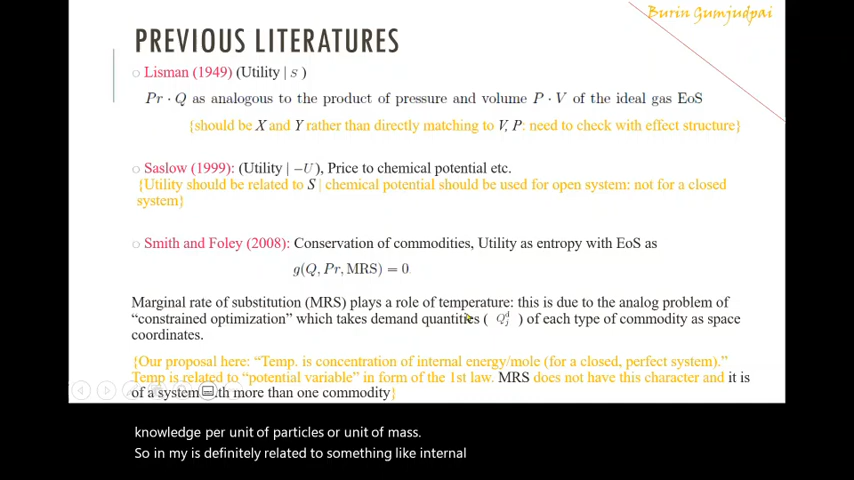 Burin Gumjudpai
PREVIOUS LITERATURES
Lisman (1949) (Utility | S )
Pr · Q as analogous to the product of pressure and volume P · V of the ideal gas EoS
{should be X and Y rather than directly matching to V, P: need to check with effect structure}
Saslow (1999): (Utility | −U), Price to chemical potential etc.
{Utility should be related to S | chemical potential should be used for open system: not for a closed
system}
Smith and Foley (2008): Conservation of commodities, Utility as entropy with EoS as
g(Q, Pr, MRS) = 0
Marginal rate of substitution (MRS) plays a role of temperature: this is due to the analog problem of
“constrained optimization” which takes demand quantities ( Q_j^d ) of each type of commodity as space
coordinates.
{Our proposal here: “Temp. is concentration of internal energy/mole (for a closed, perfect system).”
Temp is related to “potential variable” in form of the 1st law. MRS does not have this character and it is
of a system with more than one commodity}
knowledge per unit of particles or unit of mass.
So in my is definitely related to something like internal